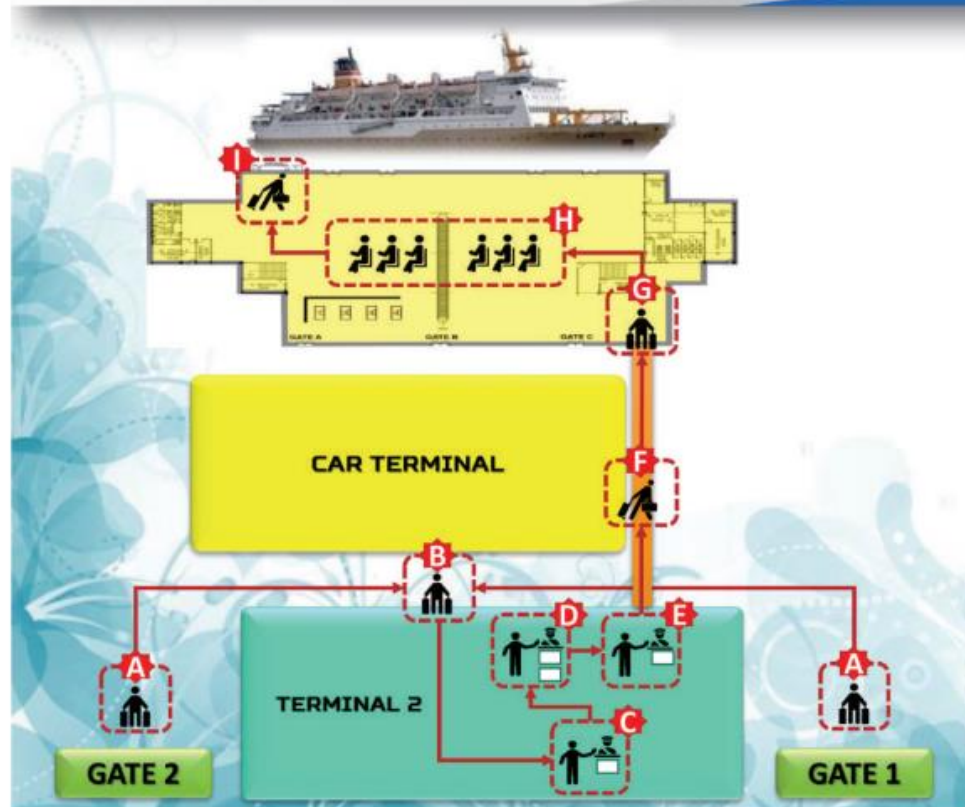 I
H
G
GATE A
GATE B
GATE C
CAR TERMINAL
F
B
D
E
A
A
TERMINAL 2
C
GATE 2
GATE 1